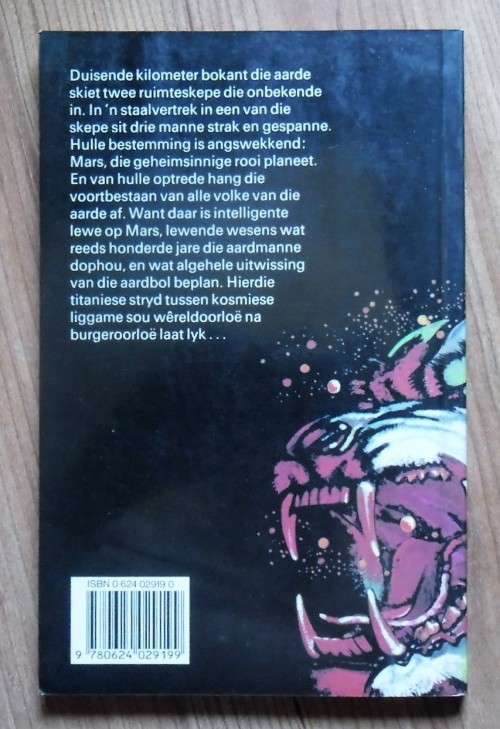 Duisende kilometer bokant die aarde
skiet twee ruimteskepe die onbekende
in. In 'n staalvertrek in een van die
skepe sit drie manne strak en gespanne.
Hulle bestemming is angswekkend:
Mars, die geheimsinnige rooi planeet.
En van hulle optrede hang die
voortbestaan van alle volke van die
aarde af. Want daar is intelligente
lewe op Mars, lewende wesens wat
reeds honderde jare die aardmanne
dophou, en wat algehele uitwissing
van die aardbol beplan. Hierdie
titaniese stryd tussen kosmiese
liggame sou wêreldoorloë na
burgeroorloë laat lyk . . .
ISBN 0 624 02919 0
9 780624 029199